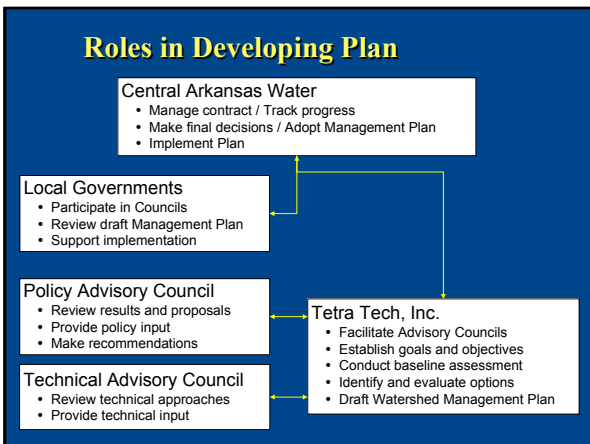 Roles in Developing Plan
Central Arkansas Water
• Manage contract / Track progress
• Make final decisions / Adopt Management Plan
• Implement Plan
Local Governments
• Participate in Councils
• Review draft Management Plan
• Support implementation
Policy Advisory Council
• Review results and proposals
• Provide policy input
• Make recommendations
Technical Advisory Council
• Review technical approaches
• Provide technical input
Tetra Tech, Inc.
• Facilitate Advisory Councils
• Establish goals and objectives
• Conduct baseline assessment
• Identify and evaluate options
• Draft Watershed Management Plan